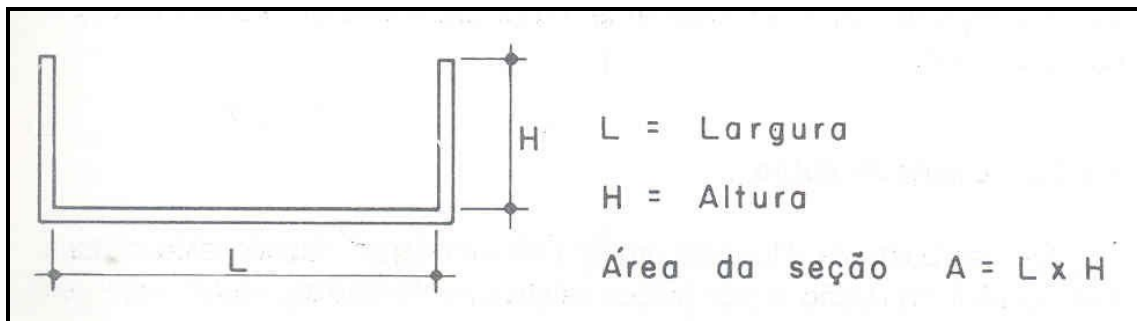 H
L = Largura
H = Altura
L
Área da seção A = L x H